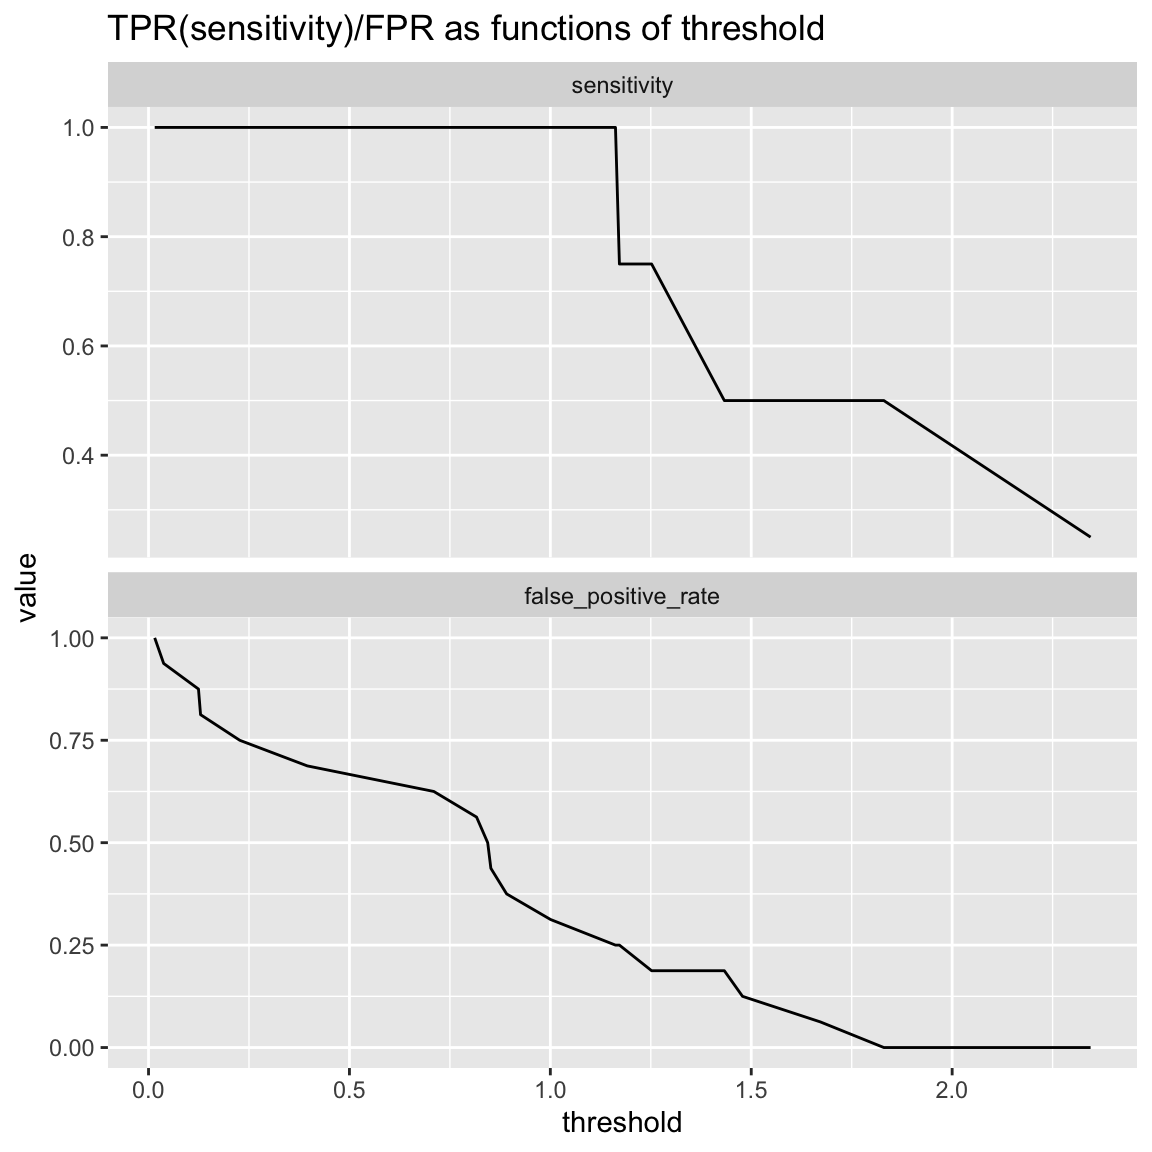 TPR(sensitivity)/FPR as functions of threshold
sensitivity
1.0
0.8
0.6
0.4
value
false_positive_rate
1.00
0.75
0.50
0.25
0.00
0.0 0.5 1.0 1.5 2.0
threshold